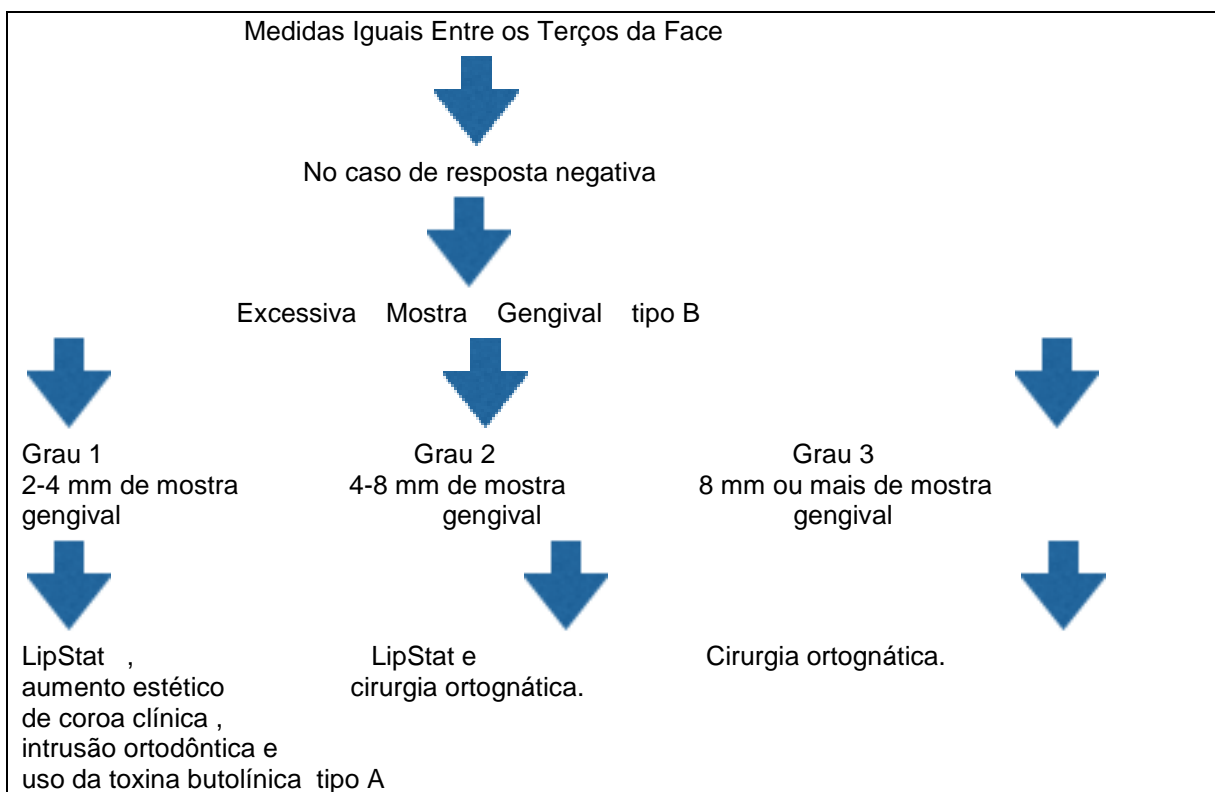 Medidas Iguais Entre os Terços da Face
No caso de resposta negativa
Excessiva Mostra Gengival tipo B
Grau 1
2-4 mm de mostra
gengival
Grau 2
4-8 mm de mostra
gengival
Grau 3
8 mm ou mais de mostra
gengival
LipStat ,
aumento estético
de coroa clínica ,
intrusão ortodôntica e
uso da toxina butolínica tipo A
LipStat e
cirurgia ortognática.
Cirurgia ortognática.